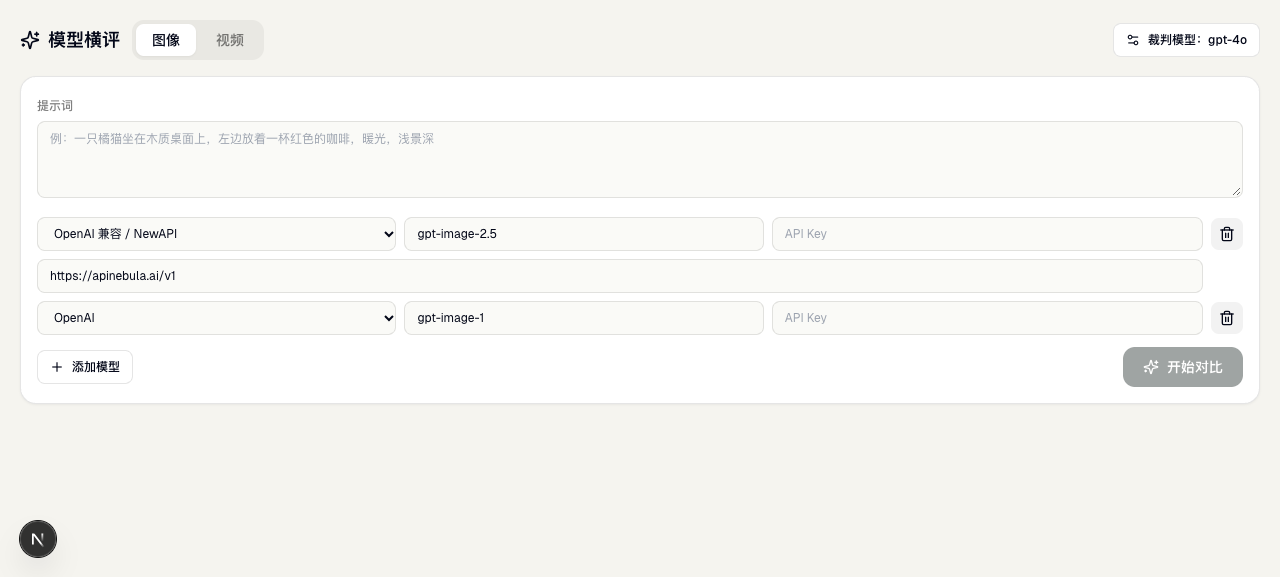 模型横评
图像
视频
裁判模型：gpt-4o
提示词
例：一只橘猫坐在木质桌面上，左边放着一杯红色的咖啡，暖光，浅景深
OpenAI 兼容 / NewAPI
gpt-image-2.5
API Key
https://apinebula.ai/v1
OpenAI
gpt-image-1
API Key
添加模型
开始对比
N